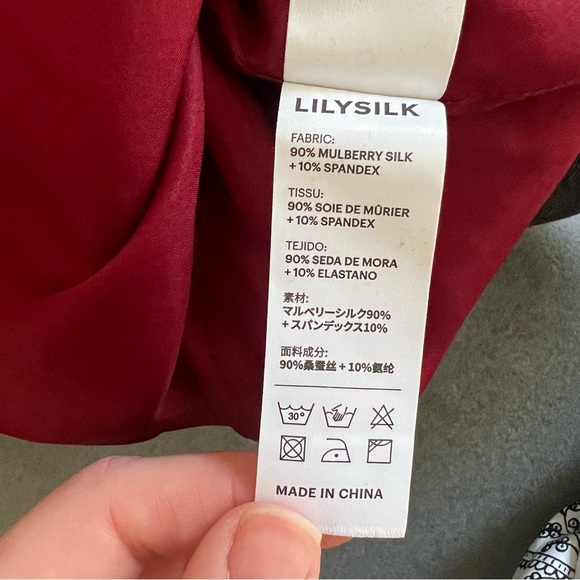 LILYSILK
FABRIC:
90% MULBERRY SILK
+10% SPANDEX
TISSU:
90% SOIE DE MÛRIER
+10% SPANDEX
TEJIDO:
90% SEDA DE MORA
+10% ELASTANO
素材:
マルベリーシルク90%
+スパンデックス10%
面料成分:
90%桑蚕丝+10%氨纶
30°
MADE IN CHINA